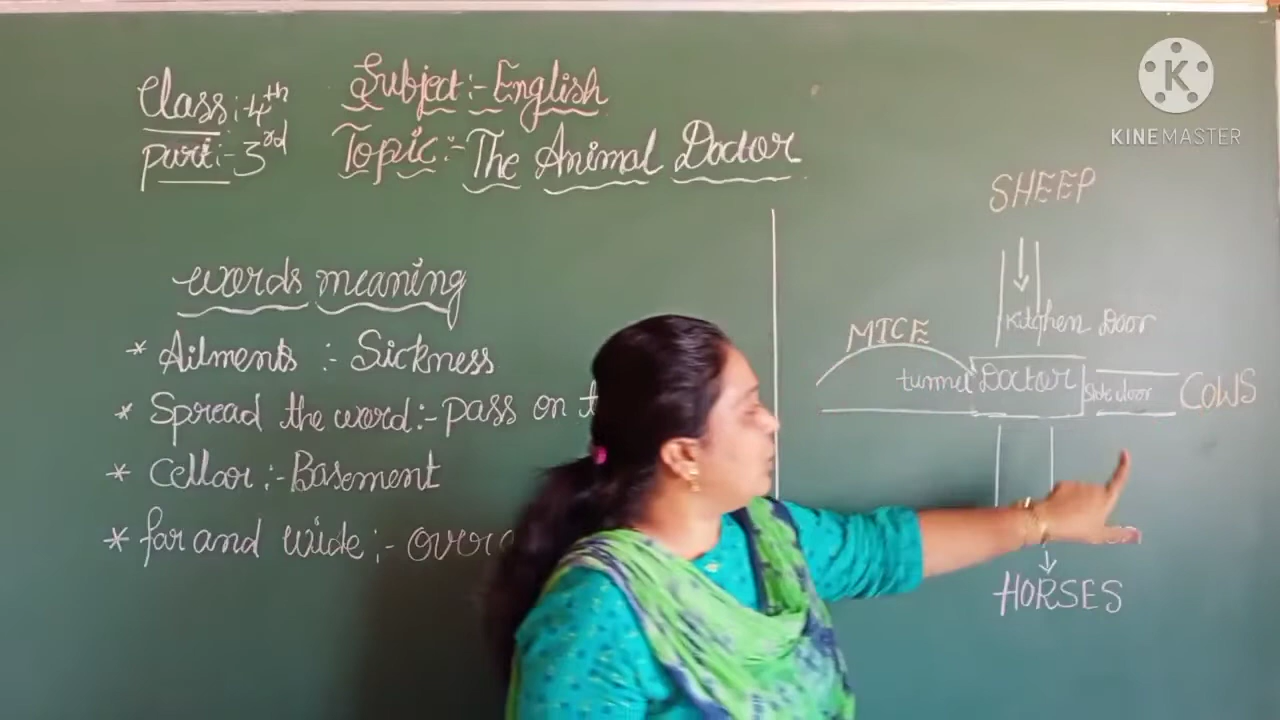 Class:4th
Subject:-English
part:-3rd
Topic:-The Animal Doctor
words meaning
* Ailments :- Sickness
* Spread the word:- pass on
* Cellar:- Basement
* far and wide:-
SHEEP
Kitchen Door
MICE
tunnel Doctor Side door COWS
HORSES
K
KINEMASTER